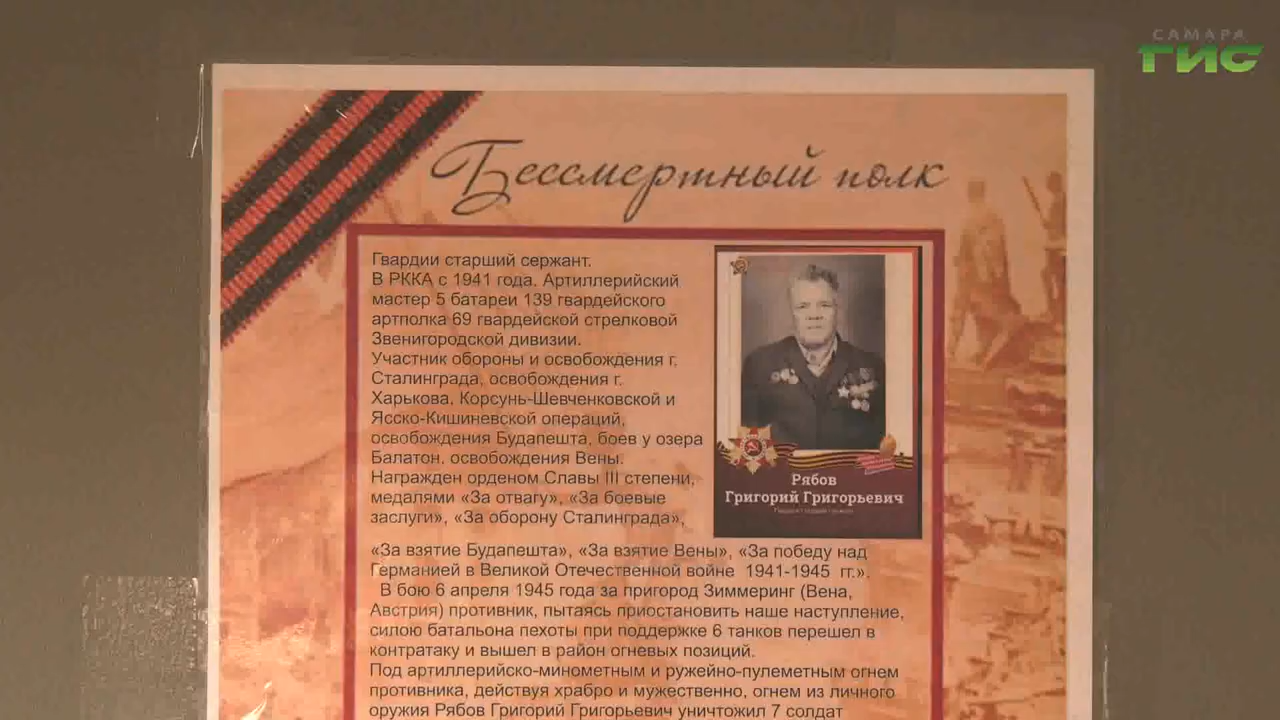 САМАРА
ГИС
Бессмертный полк
Гвардии старший сержант.
В РККА с 1941 года. Артиллерийский
мастер 5 батареи 139 гвардейского
артполка 69 гвардейской стрелковой
Звенигородской дивизии.
Участник обороны и освобождения г.
Сталинграда, освобождения г.
Харькова, Корсунь-Шевченковской и
Ясско-Кишиневской операций,
освобождения Будапешта, боев у озера
Балатон, освобождения Вены.
Награжден орденом Славы III степени,
медалями «За отвагу», «За боевые
заслуги», «За оборону Сталинграда»,
Рябов
Григорий Григорьевич
«За взятие Будапешта», «За взятие Вены», «За победу над
Германией в Великой Отечественной войне 1941-1945 гг.».
В бою 6 апреля 1945 года за пригород Зиммеринг (Вена,
Австрия) противник, пытаясь приостановить наше наступление,
силою батальона пехоты при поддержке 6 танков перешел в
контратаку и вышел в район огневых позиций.
Под артиллерийско-минометным и ружейно-пулеметным огнем
противника, действуя храбро и мужественно, огнем из личного
оружия Рябов Григорий Григорьевич уничтожил 7 солдат